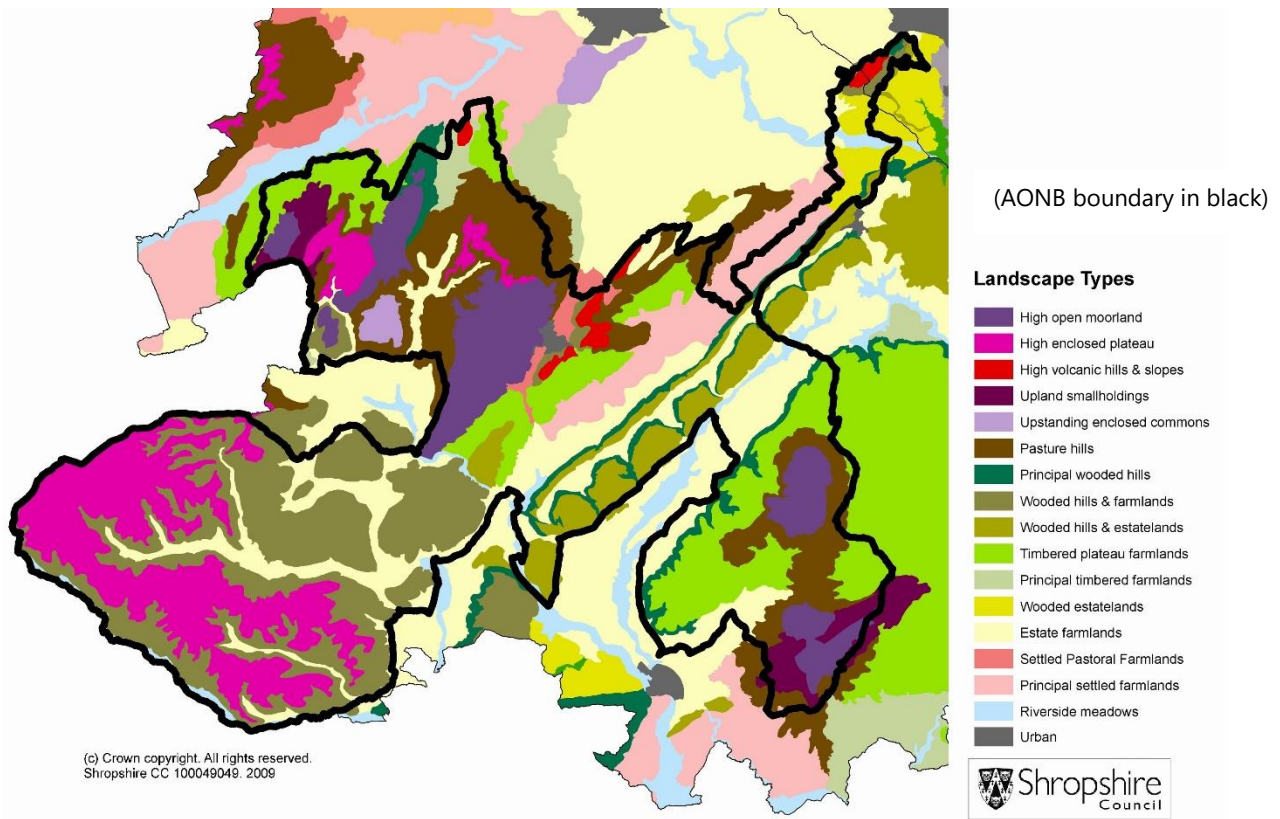 (AONB boundary in black)
Landscape Types
High open moorland
High enclosed plateau
High volcanic hills & slopes
Upland smallholdings
Upstanding enclosed commons
Pasture hills
Principal wooded hills
Wooded hills & farmlands
Wooded hills & estatelands
Timbered plateau farmlands
Principal timbered farmlands
Wooded estatelands
Estate farmlands
Settled Pastoral Farmlands
Principal settled farmlands
Riverside meadows
Urban
(c) Crown copyright. All rights reserved.
Shropshire CC 100049049. 2009
Shropshire
Council